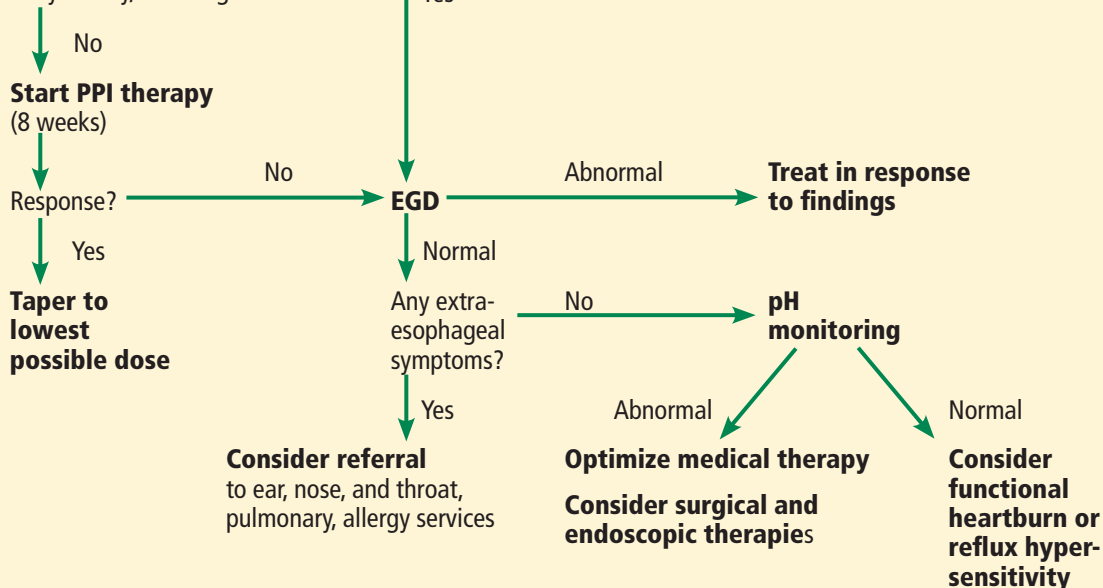 No
Start PPI therapy
(8 weeks)
Response?
No
EGD
Abnormal
Treat in response
to findings
Yes
Normal
Taper to
lowest
possible dose
Any extra-
esophageal
symptoms?
No
pH
monitoring
Yes
Abnormal
Normal
Consider referral
to ear, nose, and throat,
pulmonary, allergy services
Optimize medical therapy
Consider surgical and
endoscopic therapies
Consider
functional
heartburn or
reflux hyper-
sensitivity